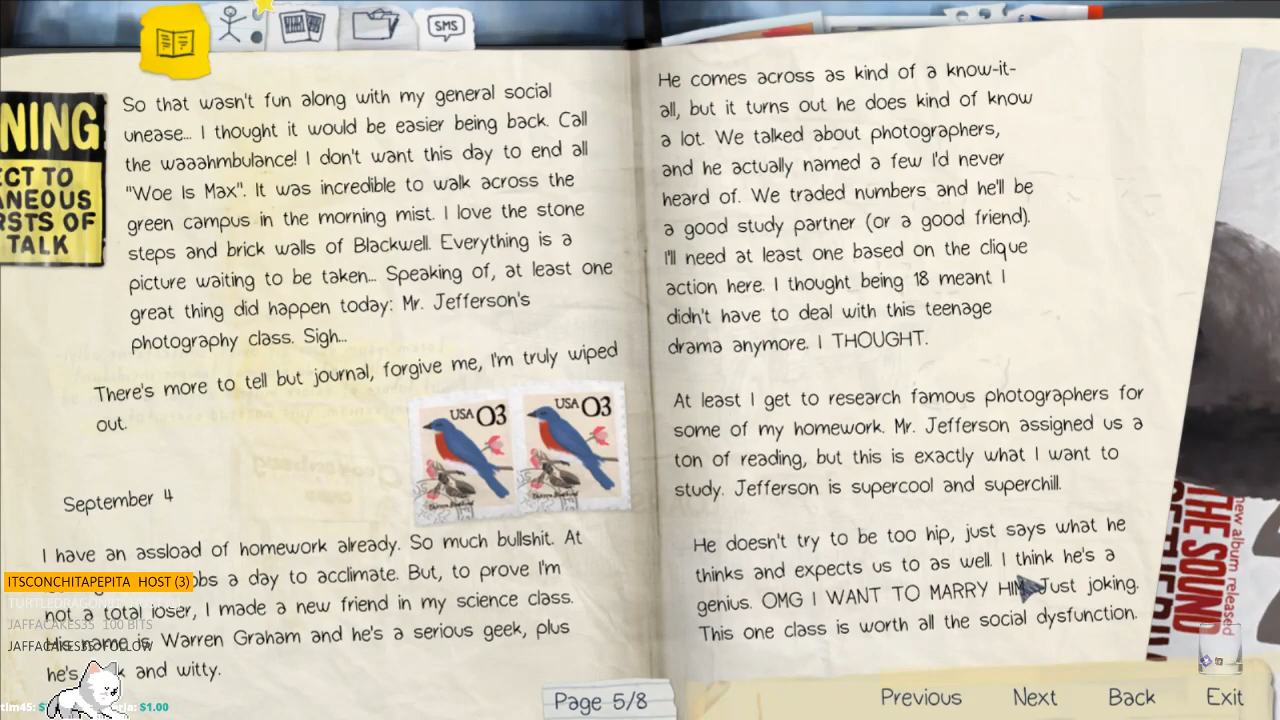 SMS
NING
ECT TO
ANEOUS
RSTS OF
TALK
So that wasn't fun along with my general social
unease... I thought it would be easier being back. Call
the waaahmbulance! I don't want this day to end all
"Woe Is Max". It was incredible to walk across the
green campus in the morning mist. I love the stone
steps and brick walls of Blackwell. Everything is a
picture waiting to be taken... Speaking of, at least one
great thing did happen today: Mr. Jefferson's
photography class. Sigh...
There's more to tell but journal, forgive me, I'm truly wiped
out.
USA 03
USA 03
September 4
I have an assload of homework already. So much bullshit. At
bs a day to acclimate. But, to prove I'm
not a total loser, I made a new friend in my science class.
His name is Warren Graham and he's a serious geek, plus
he's and witty.
ITSCONCHITAPEPITA HOST (3)
JAFFACAKES35 100 BITS
JAFFACAKES35 FOLLOW
$1.00
He comes across as kind of a know-it-
all, but it turns out he does kind of know
a lot. We talked about photographers,
and he actually named a few I'd never
heard of. We traded numbers and he'll be
a good study partner (or a good friend).
I'll need at least one based on the clique
action here. I thought being 18 meant I
didn't have to deal with this teenage
drama anymore. I THOUGHT.
At least I get to research famous photographers for
some of my homework. Mr. Jefferson assigned us a
ton of reading, but this is exactly what I want to
study. Jefferson is supercool and superchill.
He doesn't try to be too hip, just says what he
thinks and expects us to as well. I think he's a
genius. OMG I WANT TO MARRY HIM. Just joking.
This one class is worth all the social dysfunction.
new album released
THE SOUND
Page 5/8
Previous
Next
Back
Exit